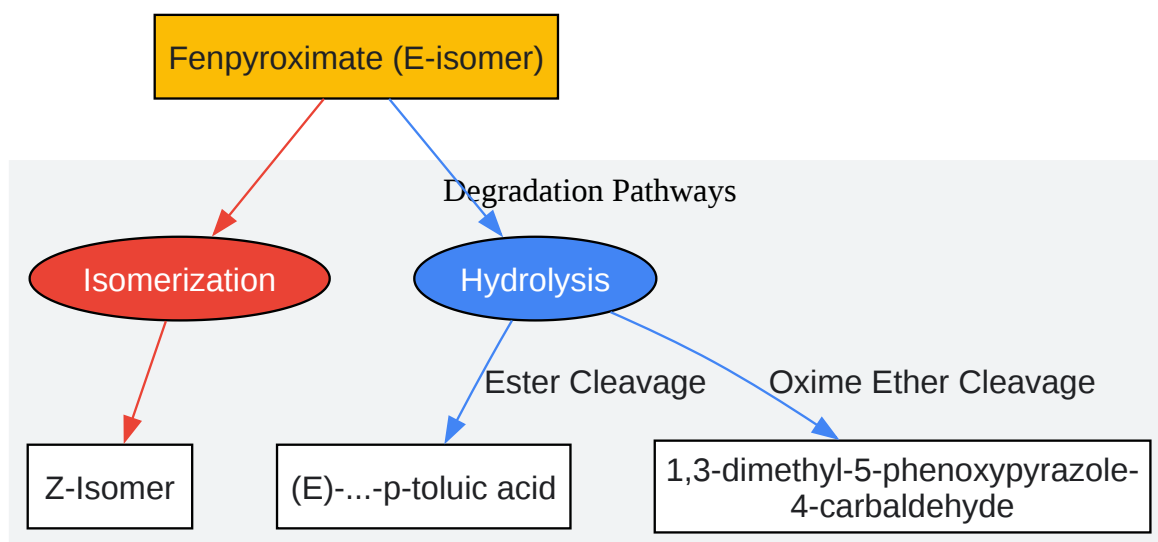 Fenpyroximate (E-isomer)
Degradation Pathways
Isomerization
Hydrolysis
Ester Cleavage
Oxime Ether Cleavage
Z-Isomer
(E)-...-p-toluic acid
1,3-dimethyl-5-phenoxypyrazole-
4-carbaldehyde